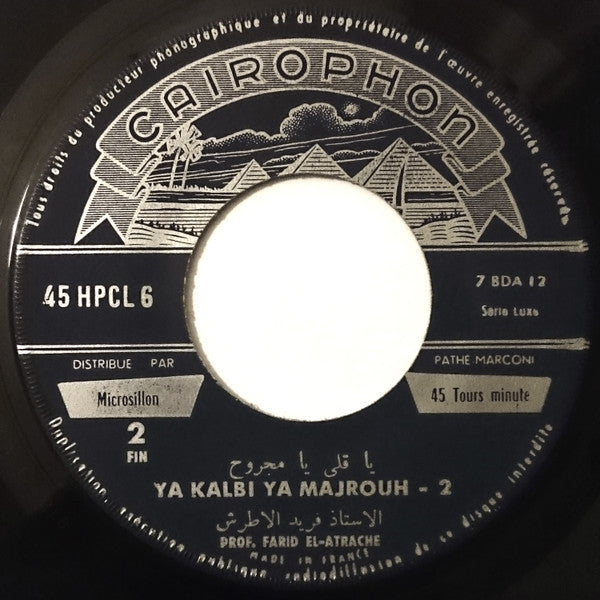 Tous droits du producteur phonographique et du propriétaire de l'œuvre enregistrée réservés.
CAIROPHON
45 HPCL 6
7 BDA 12
Série Luxe
DISTRIBUE PAR
PATHE-MARCONI
Microsillon
45 Tours minute
2
FIN
يا قلبي يا مجروح
YA KALBI YA MAJROUH - 2
الاستاذ فريد الاطرش
PROF. FARID EL-ATRACHE
MADE IN FRANCE
Duplication, exécution publique, radiodiffusion de ce disque interdite